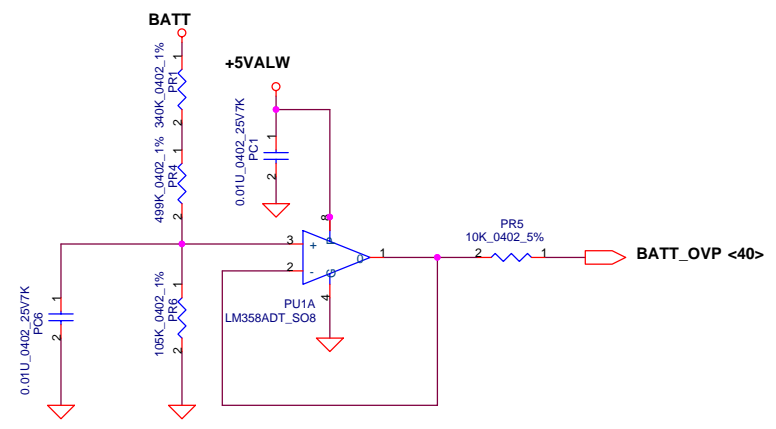 BATT
1
PR1
340K_0402_1%
2
+5VALW
1
PC1
0.01U_0402_25V7K
2
1
PR4
499K_0402_1%
2
8
P
3
+
2
-
O
1
G
4
PU1A
LM358ADT_SO8
PR5
10K_0402_5%
2
1
BATT_OVP <40>
1
PC6
0.01U_0402_25V7K
2
1
PR6
105K_0402_1%
2